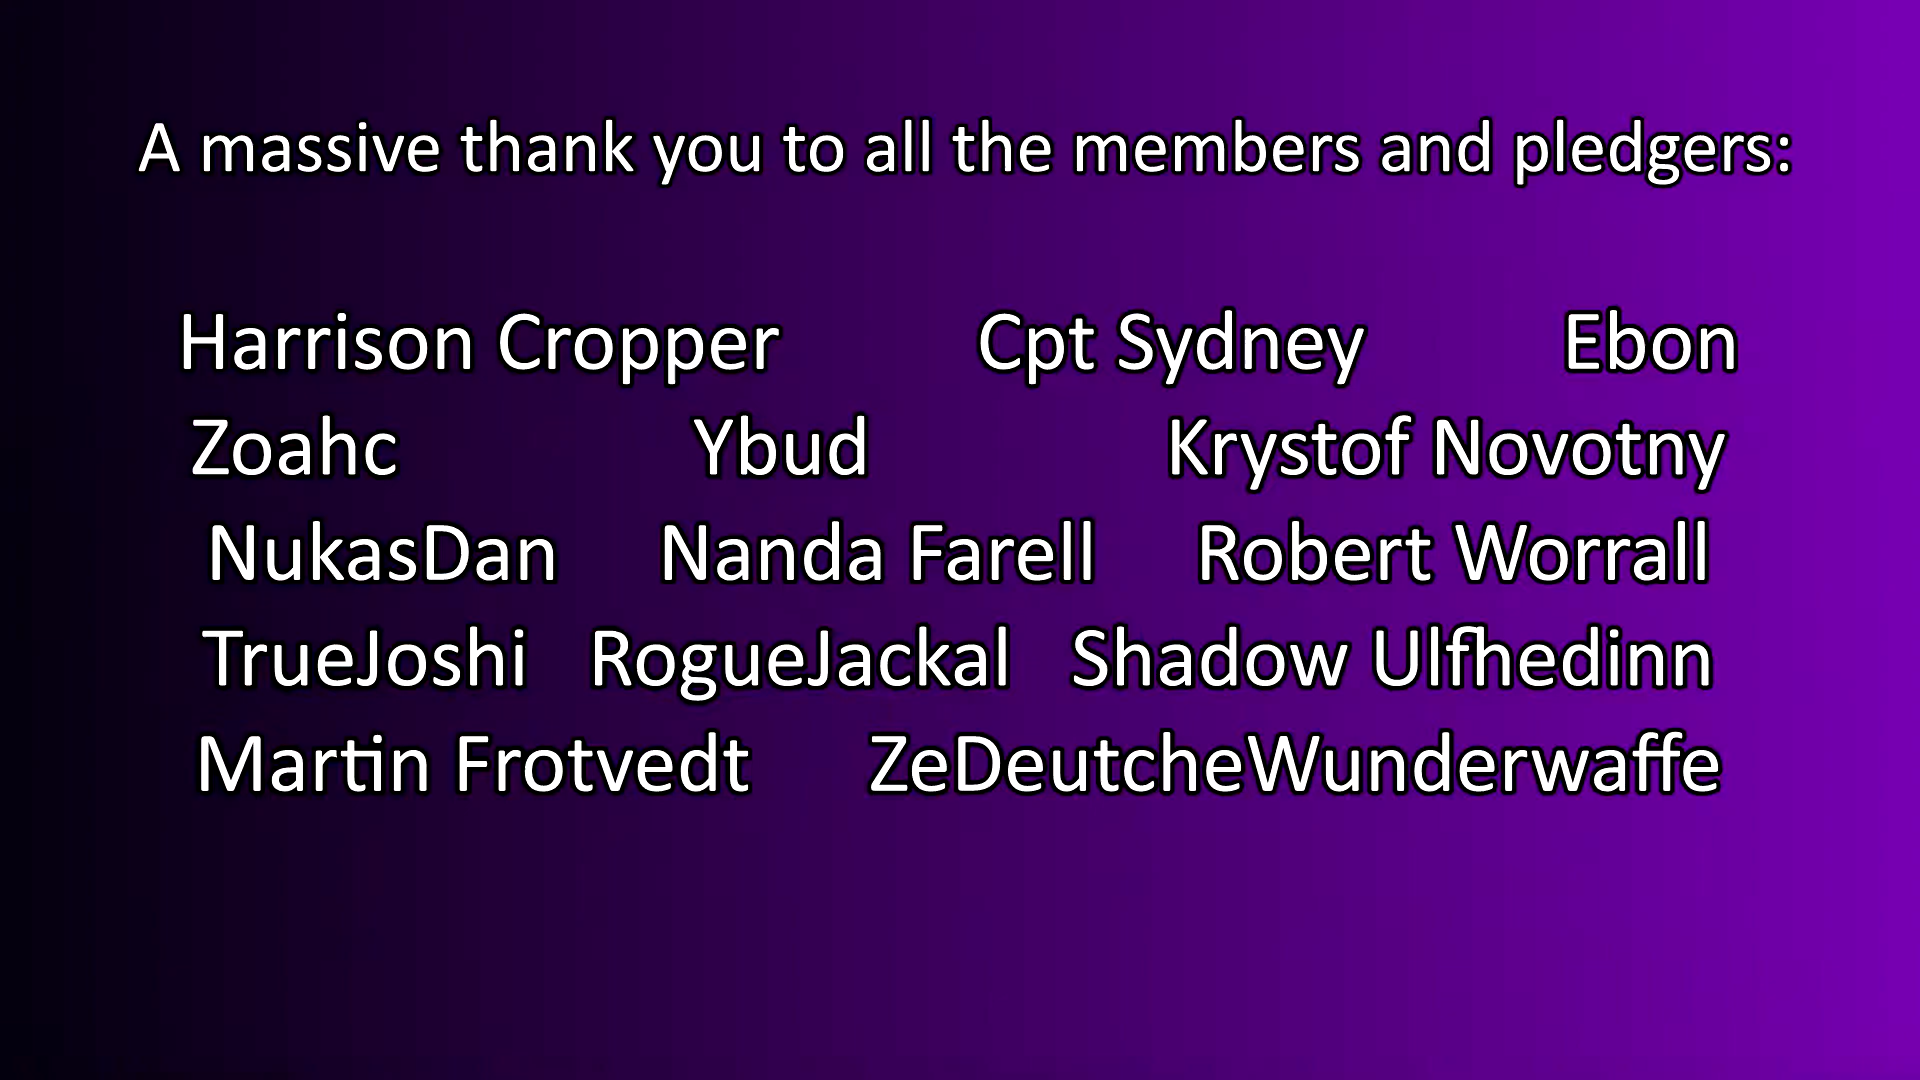 A massive thank you to all the members and pledgers:
Harrison Cropper Cpt Sydney Ebon
Zoahc Ybud Krystof Novotny
NukasDan Nanda Farell Robert Worrall
TrueJoshi RogueJackal Shadow Ulfhedinn
Martin Frotvedt ZeDeutcheWunderwaffe